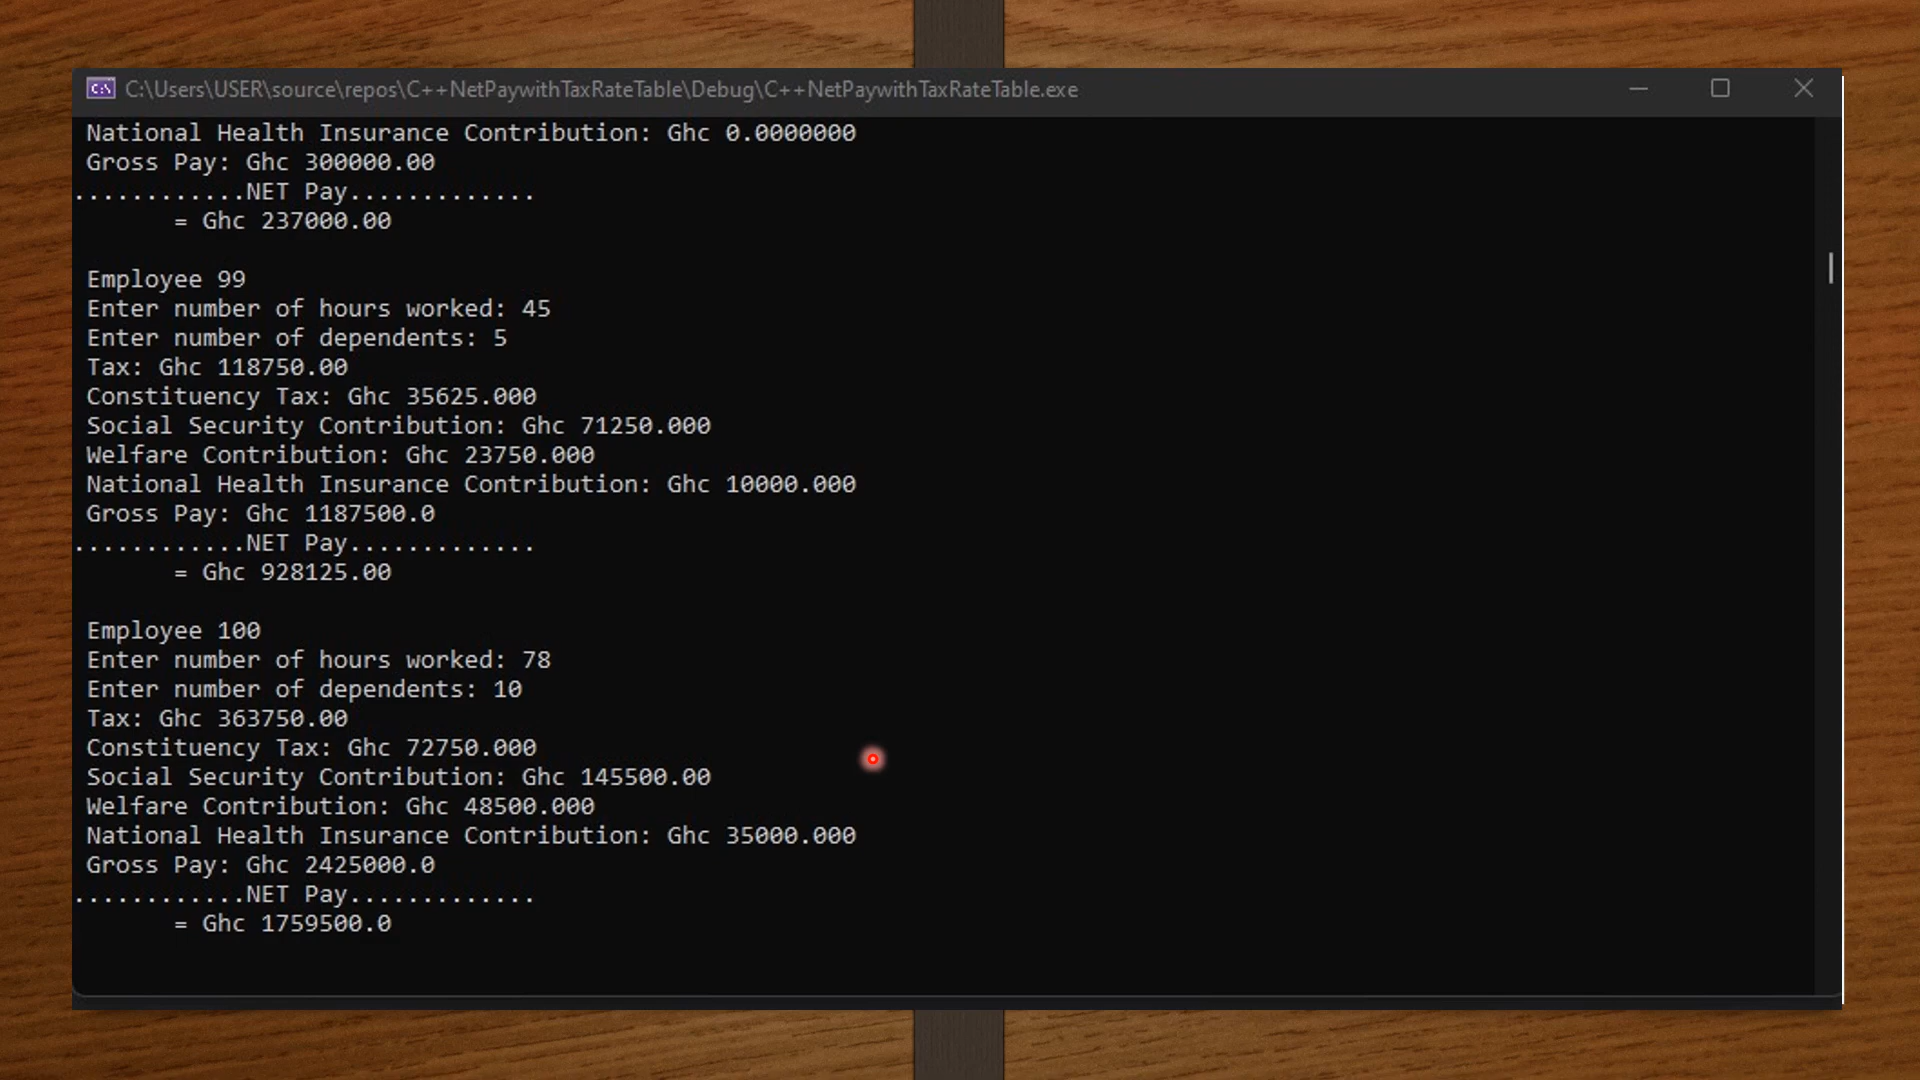 C:\Users\USER\source\repos\C++NetPaywithTaxRateTable\Debug\C++NetPaywithTaxRateTable.exe
National Health Insurance Contribution: Ghc 0.0000000
Gross Pay: Ghc 300000.00
............NET Pay.............
= Ghc 237000.00
Employee 99
Enter number of hours worked: 45
Enter number of dependents: 5
Tax: Ghc 118750.00
Constituency Tax: Ghc 35625.000
Social Security Contribution: Ghc 71250.000
Welfare Contribution: Ghc 23750.000
National Health Insurance Contribution: Ghc 10000.000
Gross Pay: Ghc 1187500.0
............NET Pay.............
= Ghc 928125.00
Employee 100
Enter number of hours worked: 78
Enter number of dependents: 10
Tax: Ghc 363750.00
Constituency Tax: Ghc 72750.000
Social Security Contribution: Ghc 145500.00
Welfare Contribution: Ghc 48500.000
National Health Insurance Contribution: Ghc 35000.000
Gross Pay: Ghc 2425000.0
............NET Pay.............
= Ghc 1759500.0